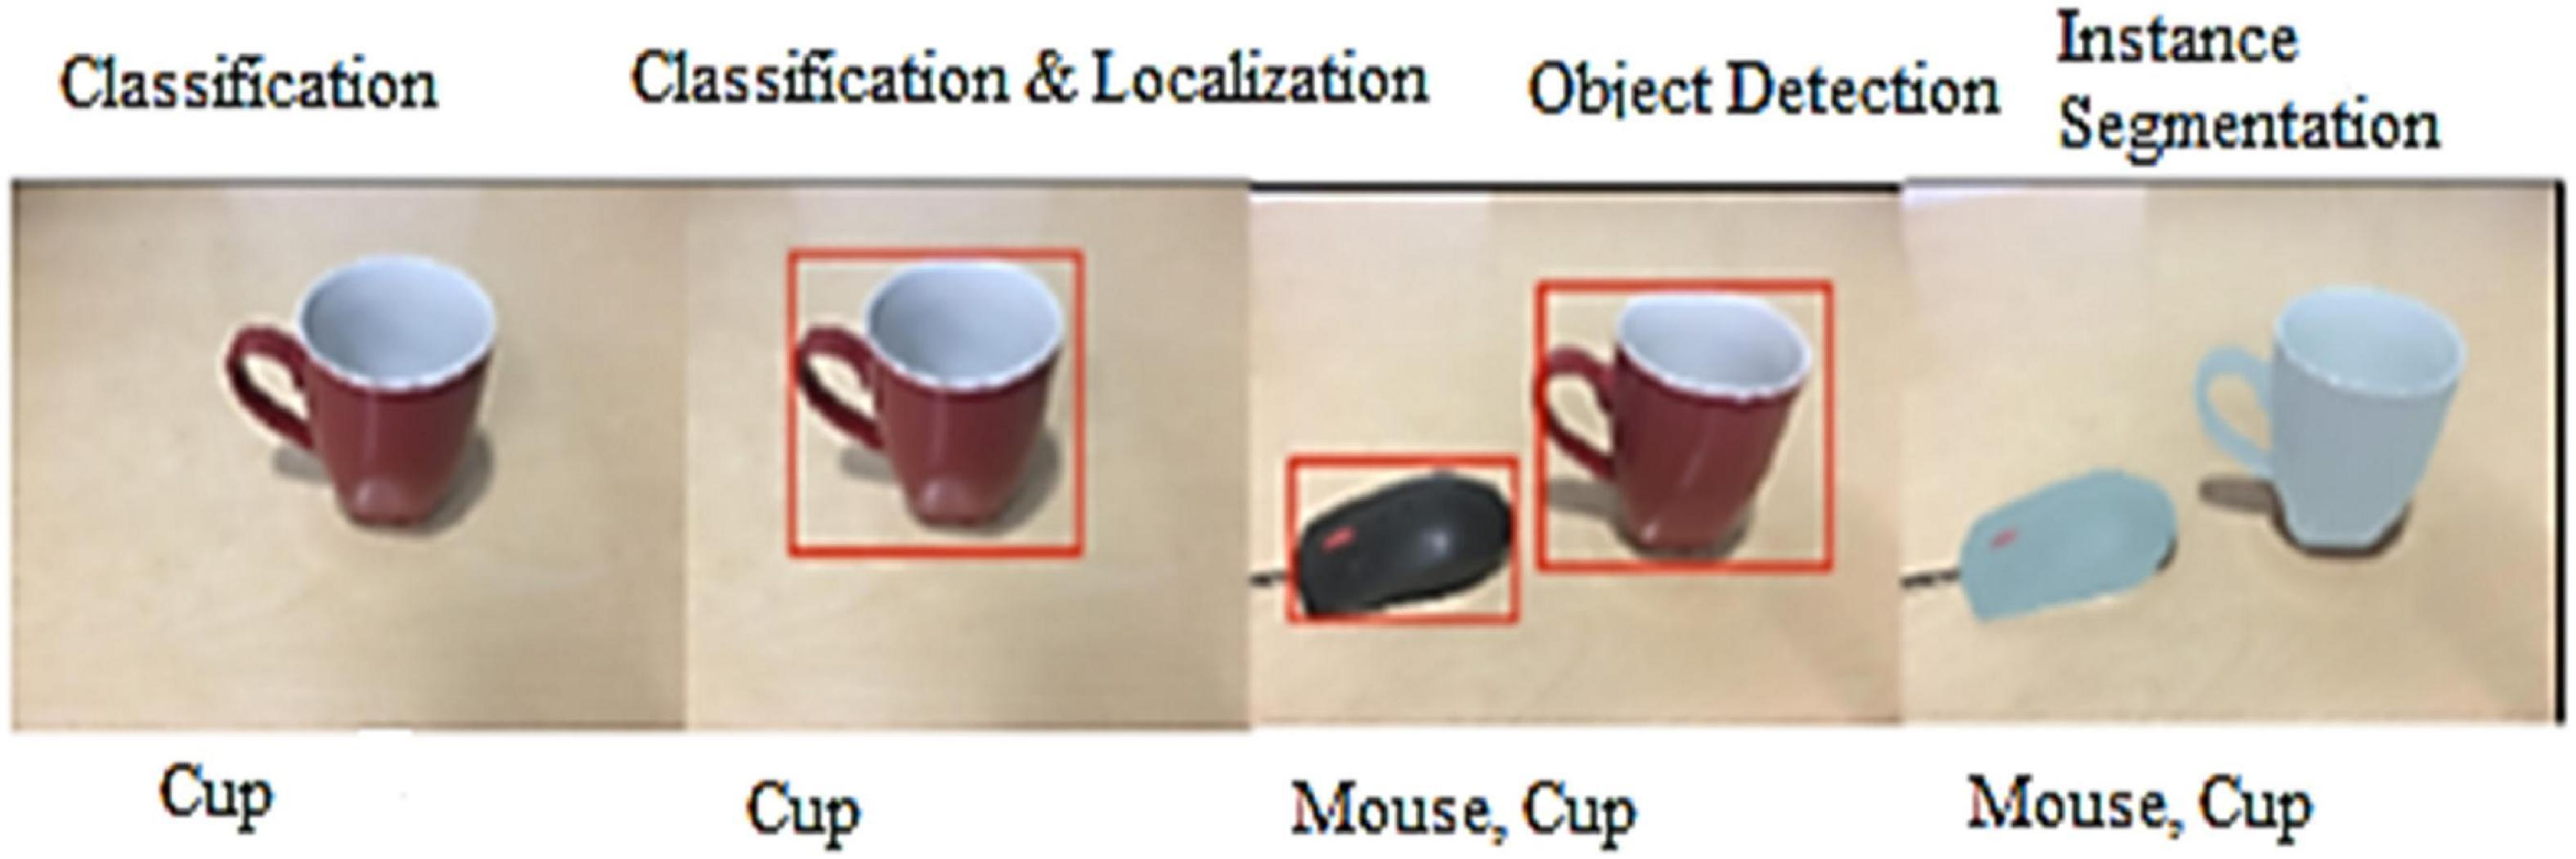 Classification
Classification & Localization
Object Detection
Instance
Segmentation
Cup
Cup
Mouse, Cup
Mouse, Cup